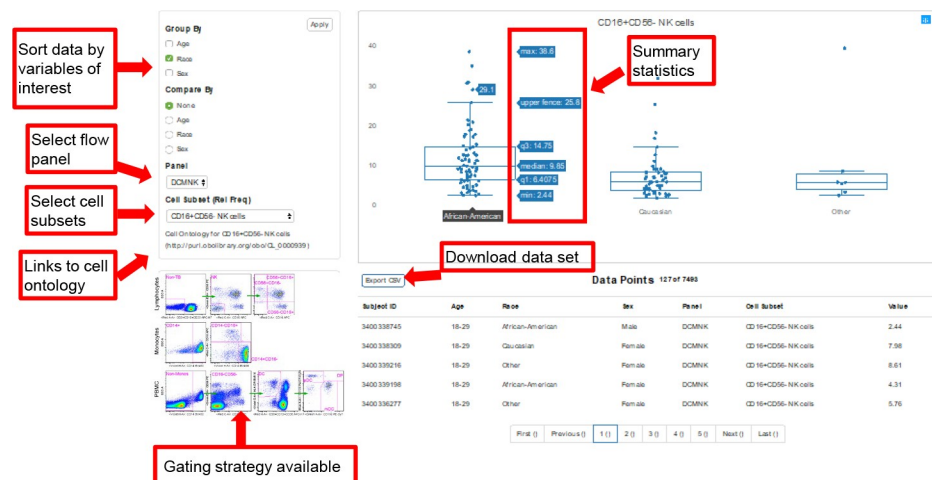 Sort data by
variables of
interest
Select flow
panel
Select cell
subsets
Links to cell
ontology
Group By
Apply
Age
Race
Sex
Compare By
None
Age
Race
Sex
Panel
DCMNK
Cell Subset (Rel Freq)
CD16+CD56- NK cells
Cell Ontology for CD16+CD56- NK cells
(http://purl.obolibrary.org/obo/CL_0000939)
CD16+CD56- NK cells
40
30
20
10
0
max: 38.6
29.1
upper fence: 25.8
q3: 14.75
median: 9.85
q1: 6.4075
min: 2.44
African-American
Caucasian
Other
Summary
statistics
Download data set
Export CSV
Data Points 127 of 7493
Subject ID Age Race Sex Panel Cell Subset Value
3400338745 18-29 African-American Male DCMNK CD16+CD56- NK cells 2.44
3400338309 18-29 Caucasian Female DCMNK CD16+CD56- NK cells 7.98
3400339216 18-29 Other Female DCMNK CD16+CD56- NK cells 8.61
3400339198 18-29 African-American Female DCMNK CD16+CD56- NK cells 4.31
3400336277 18-29 Other Female DCMNK CD16+CD56- NK cells 5.76
First () Previous () 1 () 2 () 3 () 4 () 5 () Next () Last ()
Lymphocytes
Non-TB
NK
Monocytes
CD14+
PBMC
Non-Monos
CD19-CD56-
Gating strategy available